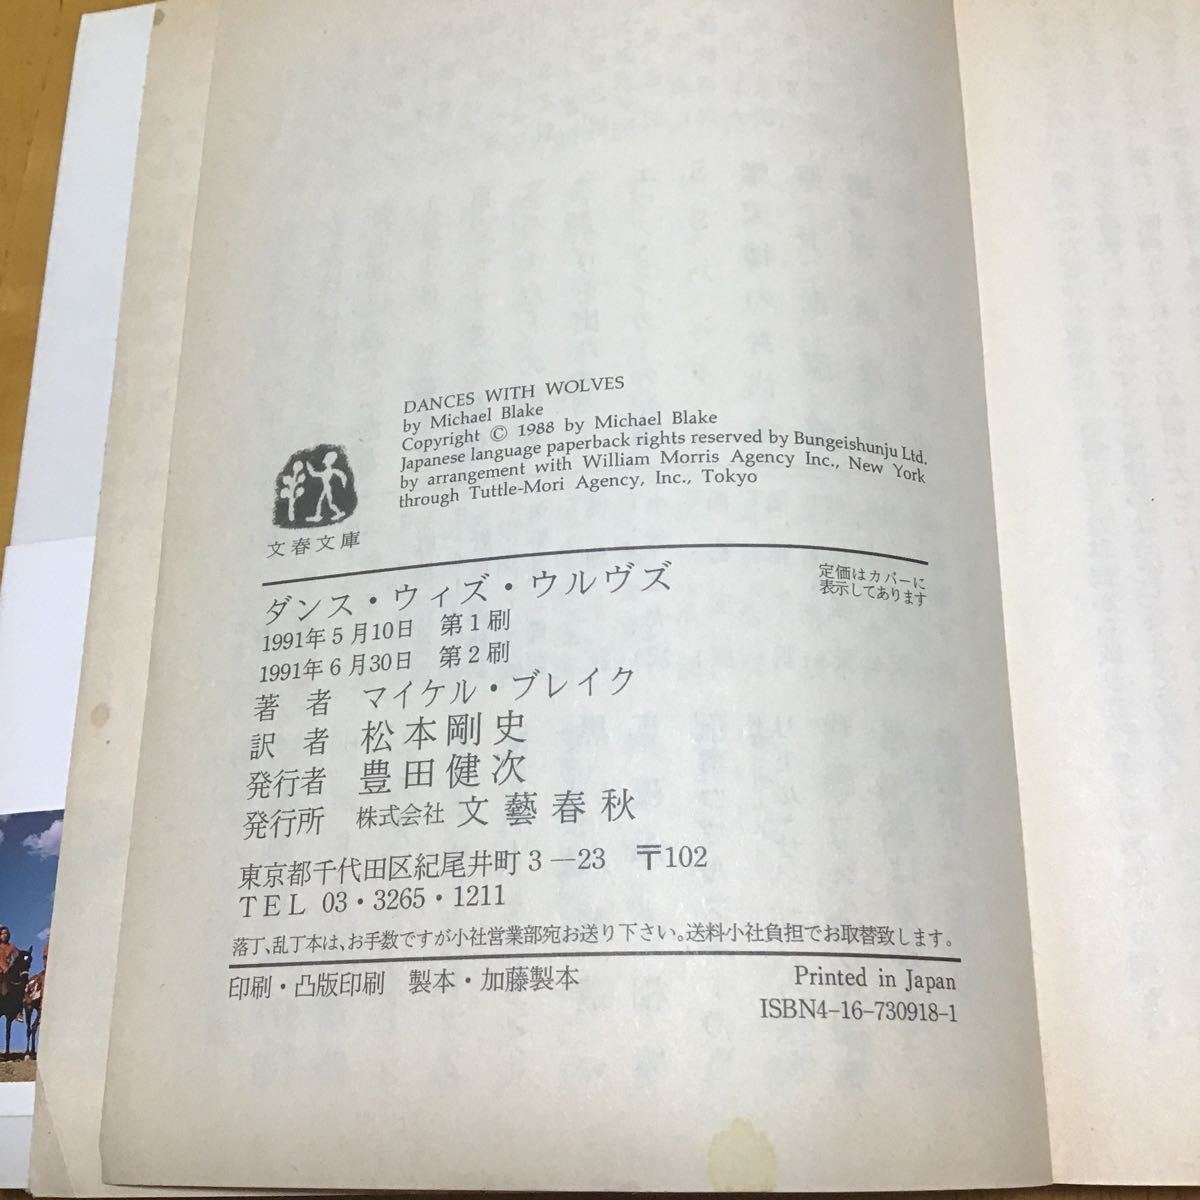 DANCES WITH WOLVES
by Michael Blake
Copyright © 1988 by Michael Blake
Japanese language paperback rights reserved by Bungeishunju Ltd.
by arrangement with William Morris Agency Inc., New York
through Tuttle-Mori Agency, Inc., Tokyo
文春文庫
定価はカバーに
表示してあります
ダンス・ウィズ・ウルヴズ
1991年5月10日 第1刷
1991年6月30日 第2刷
著者 マイケル・ブレイク
訳者 松本剛史
発行者 豊田健次
発行所 株式会社 文藝春秋
東京都千代田区紀尾井町3―23 〒102
TEL 03・3265・1211
落丁、乱丁本は、お手数ですが小社営業部宛お送り下さい。送料小社負担でお取替致します。
印刷・凸版印刷 製本・加藤製本
Printed in Japan
ISBN4-16-730918-1